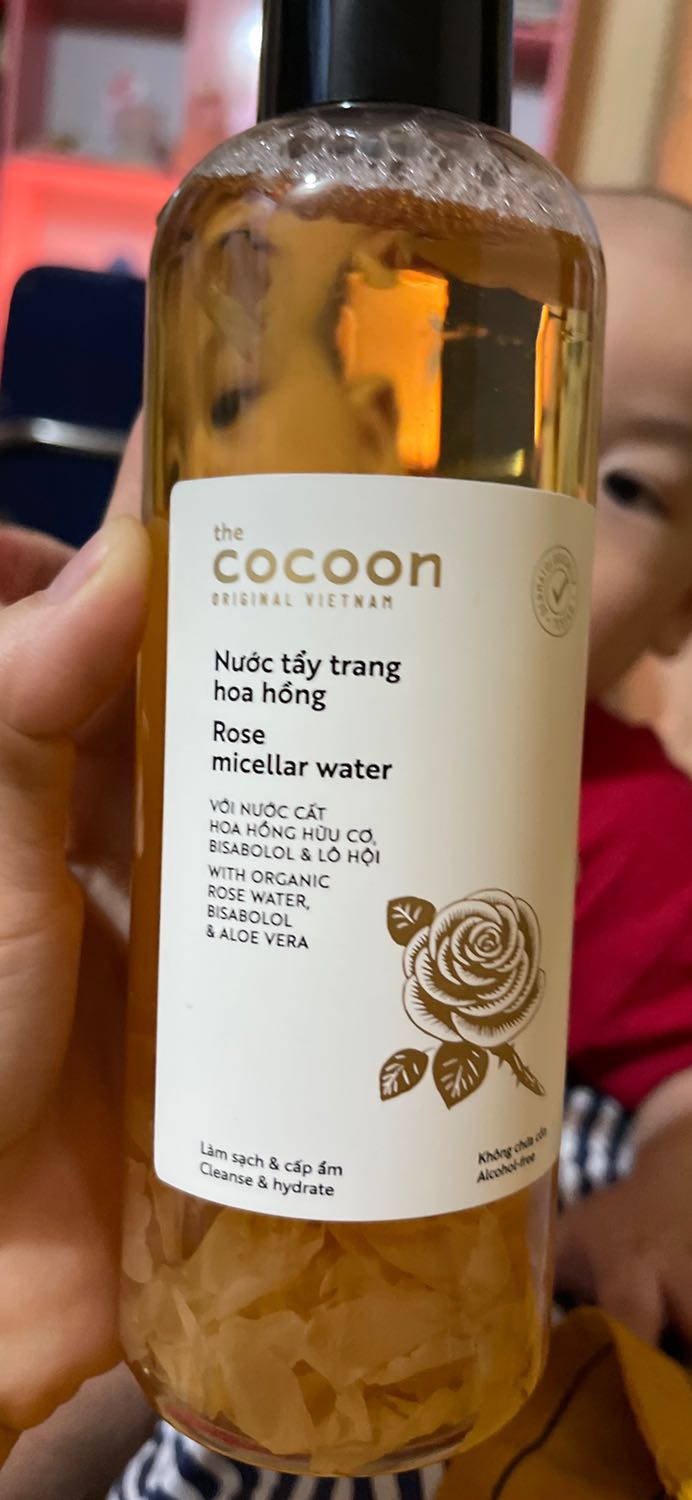 the
cocoon
ORIGINAL VIETNAM
Nước tẩy trang
hoa hồng
Rose
micellar water
VỚI NƯỚC CẤT
HOA HỒNG HỮU CƠ,
BISABOLOL & LÔ HỘI
WITH ORGANIC
ROSE WATER,
BISABOLOL
& ALOE VERA
Làm sạch & cấp ẩm
Cleanse & hydrate
Không chứa cồn
Alcohol-free